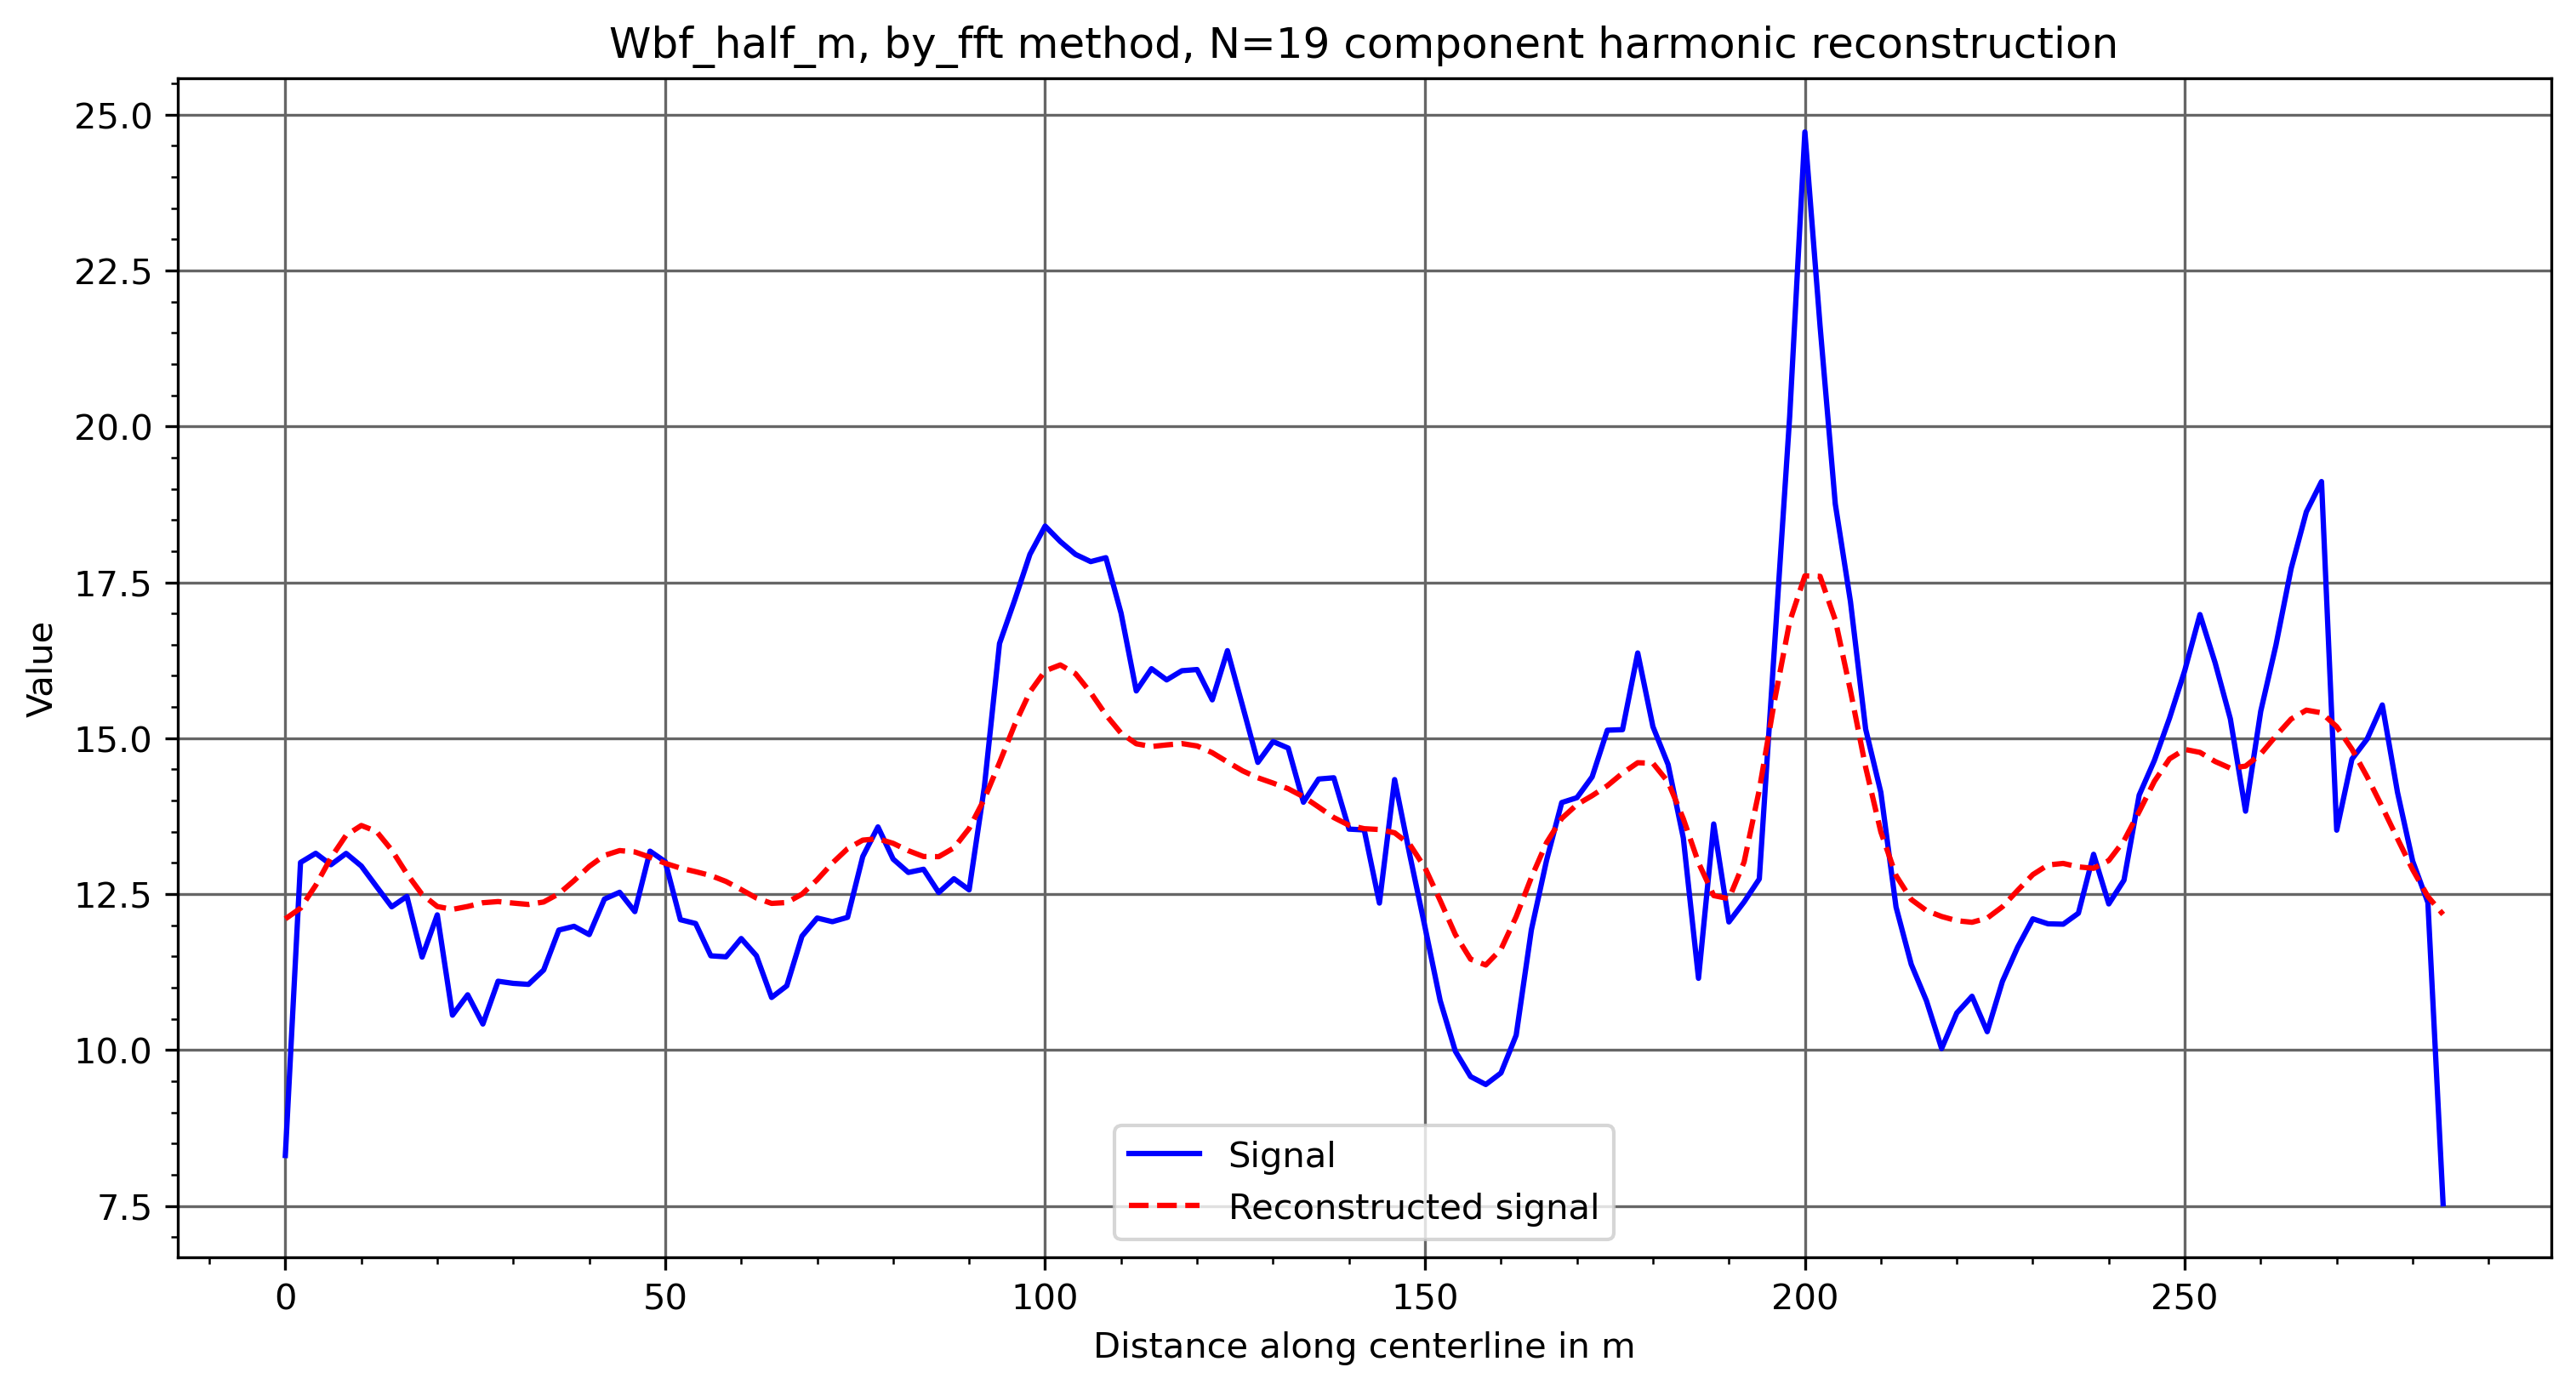 Wbf_half_m, by_fft method, N=19 component harmonic reconstruction
25.0
22.5
20.0
17.5
15.0
12.5
10.0
7.5
Value
Signal
Reconstructed signal
0 50 100 150 200 250
Distance along centerline in m